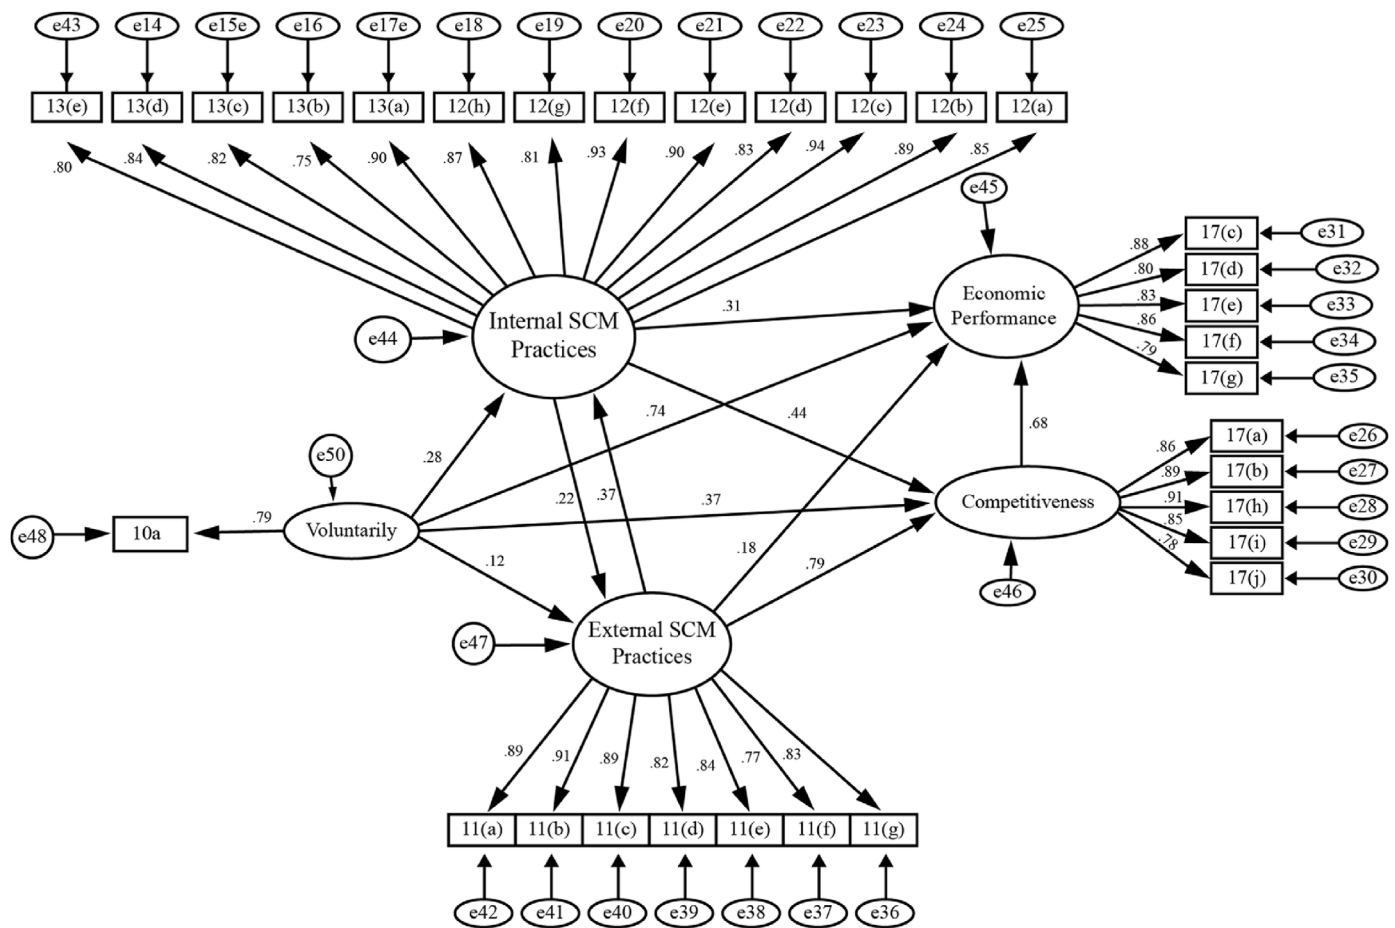 e43 e14 e15e e16 e17e e18 e19 e20 e21 e22 e23 e24 e25
13(e) 13(d) 13(c) 13(b) 13(a) 12(h) 12(g) 12(f) 12(e) 12(d) 12(c) 12(b) 12(a)
.80 .84 .82 .75 .90 .87 .81 .93 .90 .83 .94 .89 .85
e45
.88 17(c) e31
.80 17(d) e32
.83 17(e) e33
.86 17(f) e34
.79 17(g) e35
Economic
Performance
Internal SCM
Practices
e44
.31
.74
.44
.68
.28
.22 .37
.37
.12
.18
.79
e50
Voluntarily
.79
10a
e48
Competitiveness
e46
.86 17(a) e26
.89 17(b) e27
.91 17(h) e28
.85 17(i) e29
.78 17(j) e30
e47
External SCM
Practices
.89 .91 .89 .82 .84 .77 .83
11(a) 11(b) 11(c) 11(d) 11(e) 11(f) 11(g)
e42 e41 e40 e39 e38 e37 e36